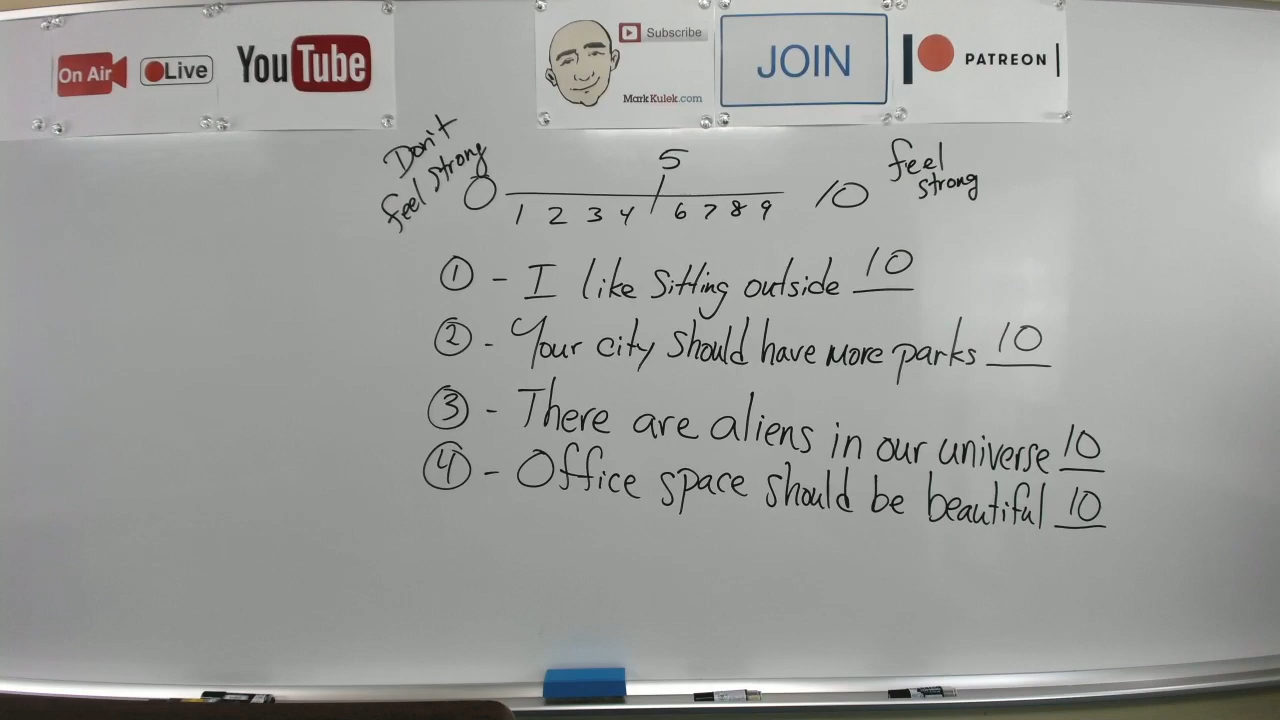 On Air Live YouTube Subscribe MarkKulek.com JOIN PATREON
Don't
feel strong
feel
strong
5
0 10
1 2 3 4 6 7 8 9
① - I like Sitting outside 10
② - Your city should have more parks 10
③ - There are aliens in our universe 10
④ - Office space should be beautiful 10